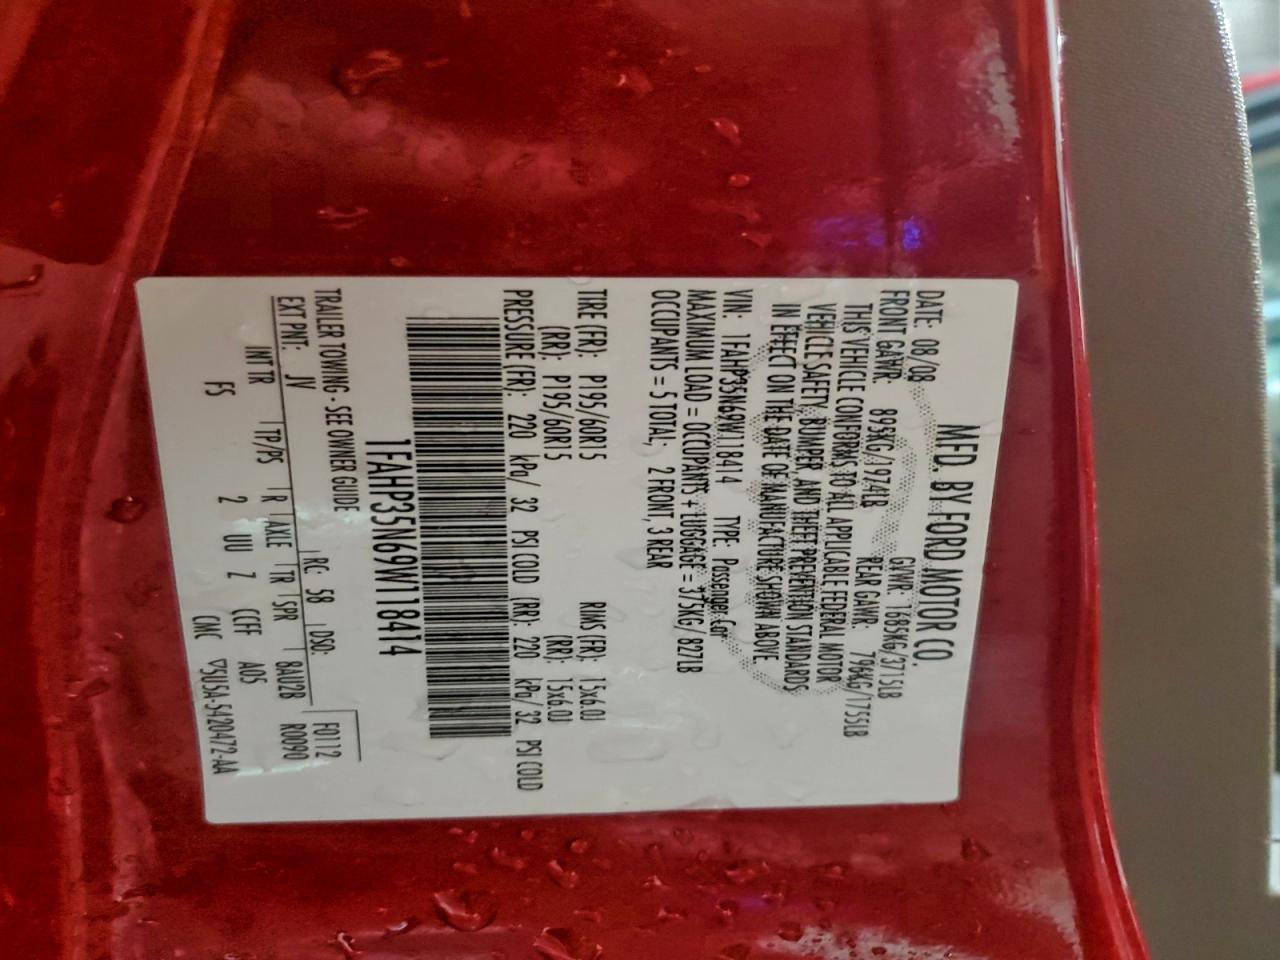 MFD. BY FORD MOTOR CO.
DATE: 08/08 GVWR: 1685KG/3715LB
FRONT GAWR: 895KG/1974LB REAR GAWR: 796KG/1755LB
THIS VEHICLE CONFORMS TO ALL APPLICABLE FEDERAL MOTOR
VEHICLE SAFETY, BUMPER, AND THEFT PREVENTION STANDARDS
IN EFFECT ON THE DATE OF MANUFACTURE SHOWN ABOVE.
VIN: 1FAHP35N69W118414 TYPE: Passenger Car
MAXIMUM LOAD = OCCUPANTS + LUGGAGE = 375KG/ 827LB
OCCUPANTS = 5 TOTAL; 2 FRONT, 3 REAR
TIRE (FR): P195/60R15 RIMS (FR): 15x6.0J
(RR): P195/60R15 (RR): 15x6.0J
PRESSURE (FR): 220 kPa/ 32 PSI COLD (RR): 220 kPa/ 32 PSI COLD
1FAHP35N69W118414
TRAILER TOWING - SEE OWNER GUIDE F0112
EXT PNT: JV RC: 58 DSO: R0090
INT TR TP/PS R AXLE TR SPR 8AU2B
FS 2 UU Z CCFF A0S
▽5U5A-5420472-AA